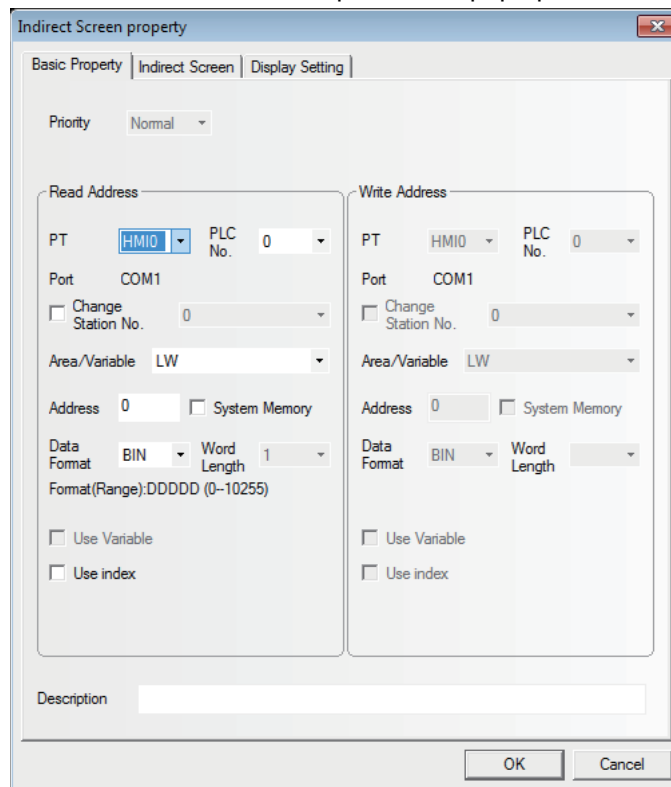 Indirect Screen property
Basic Property Indirect Screen Display Setting
Priority Normal
Read Address
PT HMI0 PLC No. 0
Port COM1
Change Station No. 0
Area/Variable LW
Address 0 System Memory
Data Format BIN Word Length 1
Format(Range):DDDDD (0--10255)
Use Variable
Use index
Write Address
PT HMI0 PLC No. 0
Port COM1
Change Station No. 0
Area/Variable LW
Address 0 System Memory
Data Format BIN Word Length
Use Variable
Use index
Description
OK Cancel